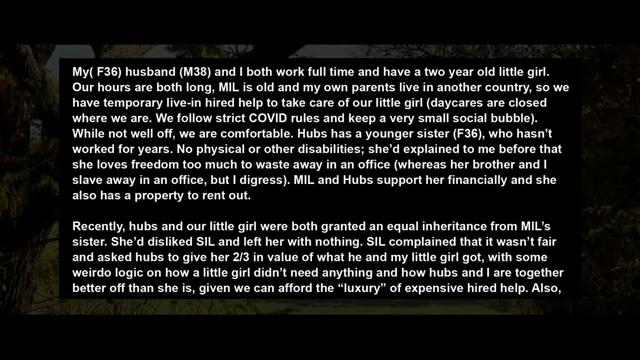 My( F36) husband (M38) and I both work full time and have a two year old little girl.
Our hours are both long, MIL is old and my own parents live in another country, so we
have temporary live-in hired help to take care of our little girl (daycares are closed
where we are. We follow strict COVID rules and keep a very small social bubble).
While not well off, we are comfortable. Hubs has a younger sister (F36), who hasn't
worked for years. No physical or other disabilities; she'd explained to me before that
she loves freedom too much to waste away in an office (whereas her brother and I
slave away in an office, but I digress). MIL and Hubs support her financially and she
also has a property to rent out.
Recently, hubs and our little girl were both granted an equal inheritance from MIL's
sister. She'd disliked SIL and left her with nothing. SIL complained that it wasn't fair
and asked hubs to give her 2/3 in value of what he and my little girl got, with some
weirdo logic on how a little girl didn't need anything and how hubs and I are together
better off than she is, given we can afford the “luxury” of expensive hired help. Also,